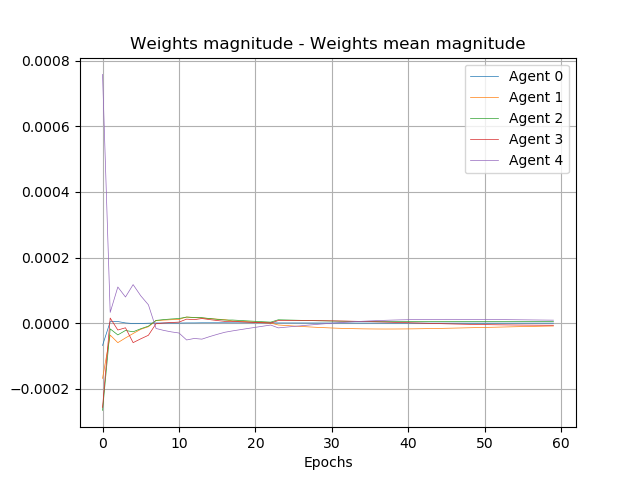 Weights magnitude - Weights mean magnitude
0.0008
0.0006
0.0004
0.0002
0.0000
−0.0002
Agent 0
Agent 1
Agent 2
Agent 3
Agent 4
0 10 20 30 40 50 60
Epochs